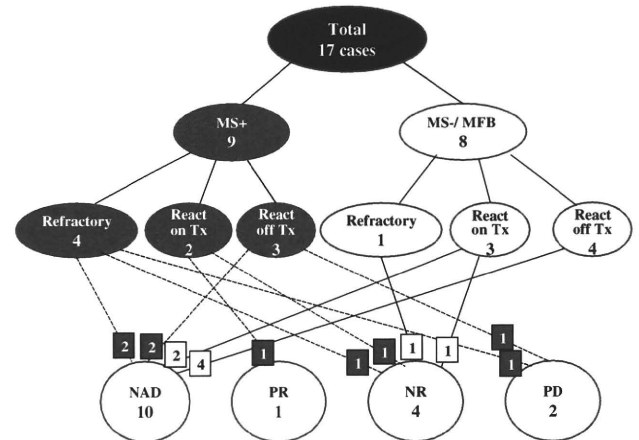 Total
17 cases
MS+
9
MS-/ MFB
8
Refractory
4
React
on Tx
2
React
off Tx
3
Refractory
1
React
on Tx
3
React
off Tx
4
2
2
2
4
1
1
1
1
1
1
1
NAD
10
PR
1
NR
4
PD
2